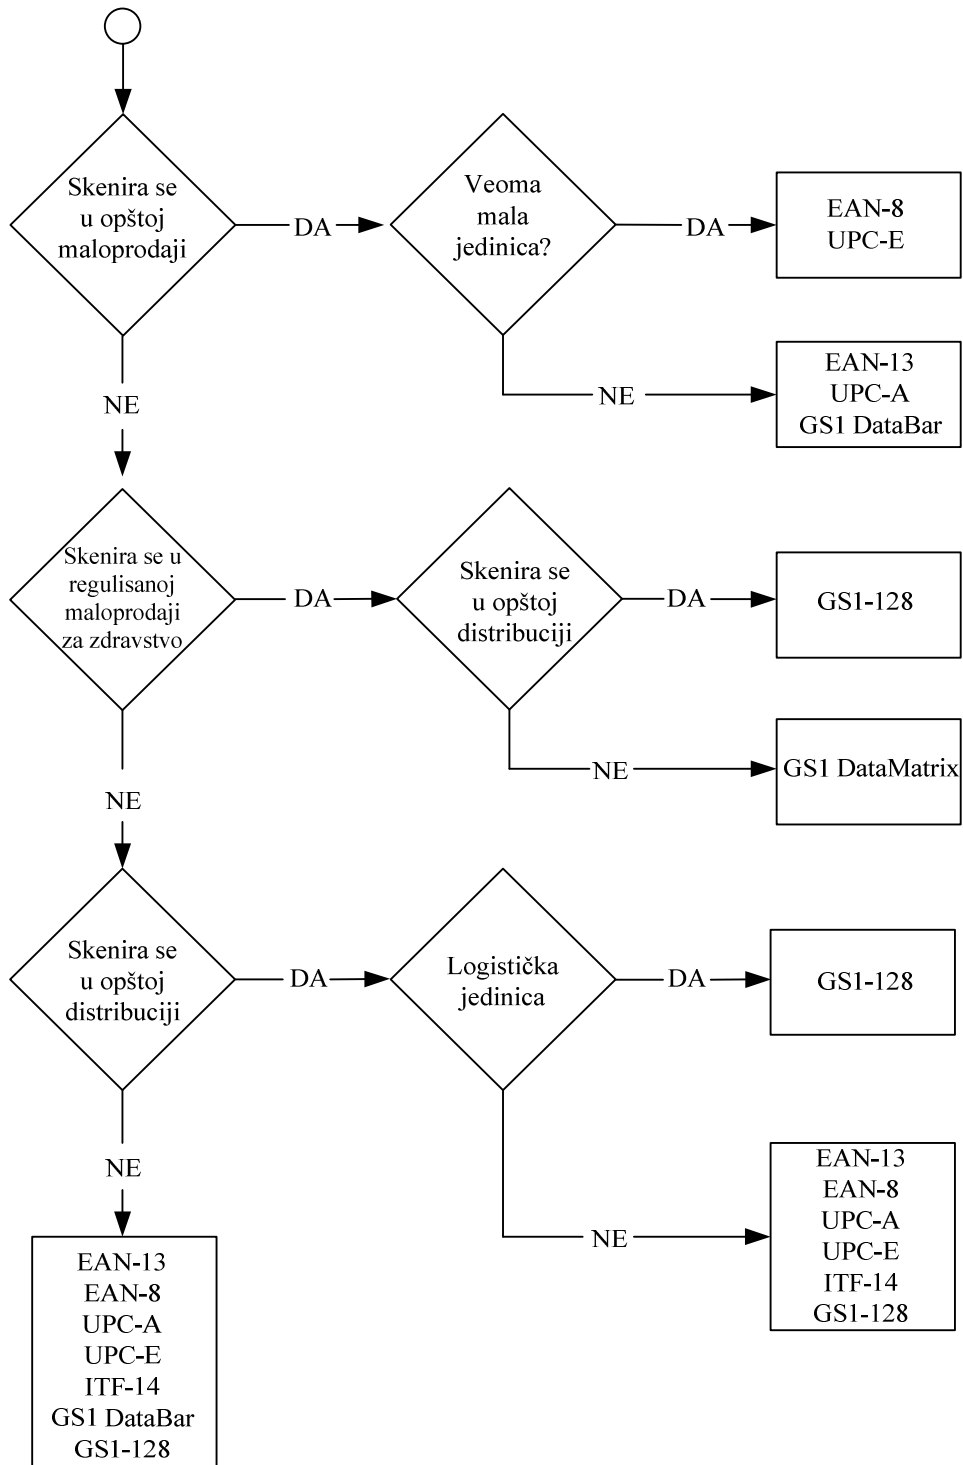 Skenira se
u opštoj
maloprodaji
DA
Veoma
mala
jedinica?
DA
EAN-8
UPC-E
NE
EAN-13
UPC-A
GS1 DataBar
NE
Skenira se u
regulisanoj
maloprodaji
za zdravstvo
DA
Skenira se
u opštoj
distribuciji
DA
GS1-128
NE
GS1 DataMatrix
NE
Skenira se
u opštoj
distribuciji
DA
Logistička
jedinica
DA
GS1-128
NE
EAN-13
EAN-8
UPC-A
UPC-E
ITF-14
GS1-128
NE
EAN-13
EAN-8
UPC-A
UPC-E
ITF-14
GS1 DataBar
GS1-128